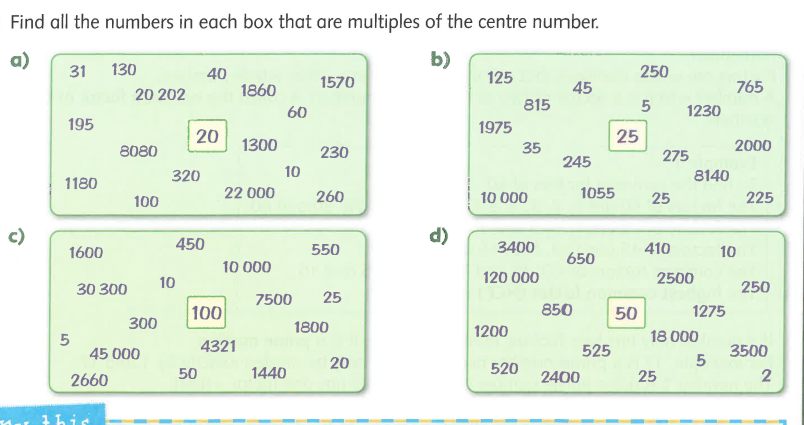 Find all the numbers in each box that are multiples of the centre number.
a)
31 130 40 1860 1570
20 202 60
195 20 1300
8080 230
320 10
1180 100 22 000 260
b)
125 45 250 765
815 5 1230
1975 25
35 245 275 2000
8140
10 000 1055 25 225
c)
1600 450 550
10 000
30 300 10 7500 25
100
300 1800
5 4321
45 000 20
2660 50 1440
d)
3400 650 410 10
120 000 2500 250
850 50 1275
1200 18 000
525 5 3500
520 2400 25 2